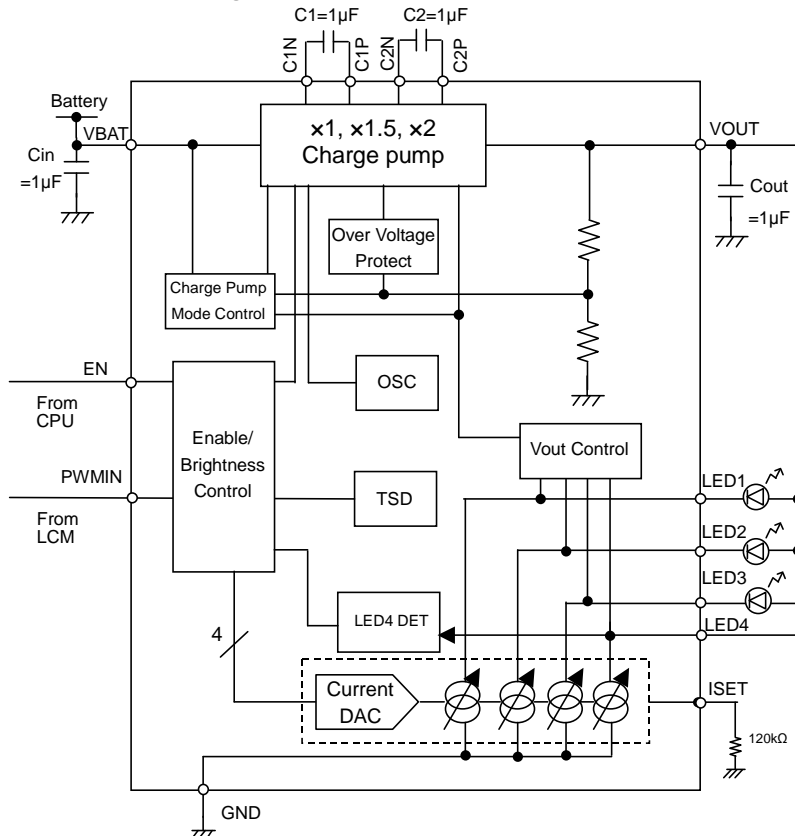 C1=1µF
C2=1µF
C1N
C1P
C2N
C2P
Battery
VBAT
Cin
=1µF
×1, ×1.5, ×2
Charge pump
VOUT
Cout
=1µF
Over Voltage
Protect
Charge Pump
Mode Control
EN
From
CPU
OSC
Enable/
Brightness
Control
Vout Control
PWMIN
From
LCM
TSD
LED1
LED2
LED3
LED4
LED4 DET
4
Current
DAC
ISET
120kΩ
GND